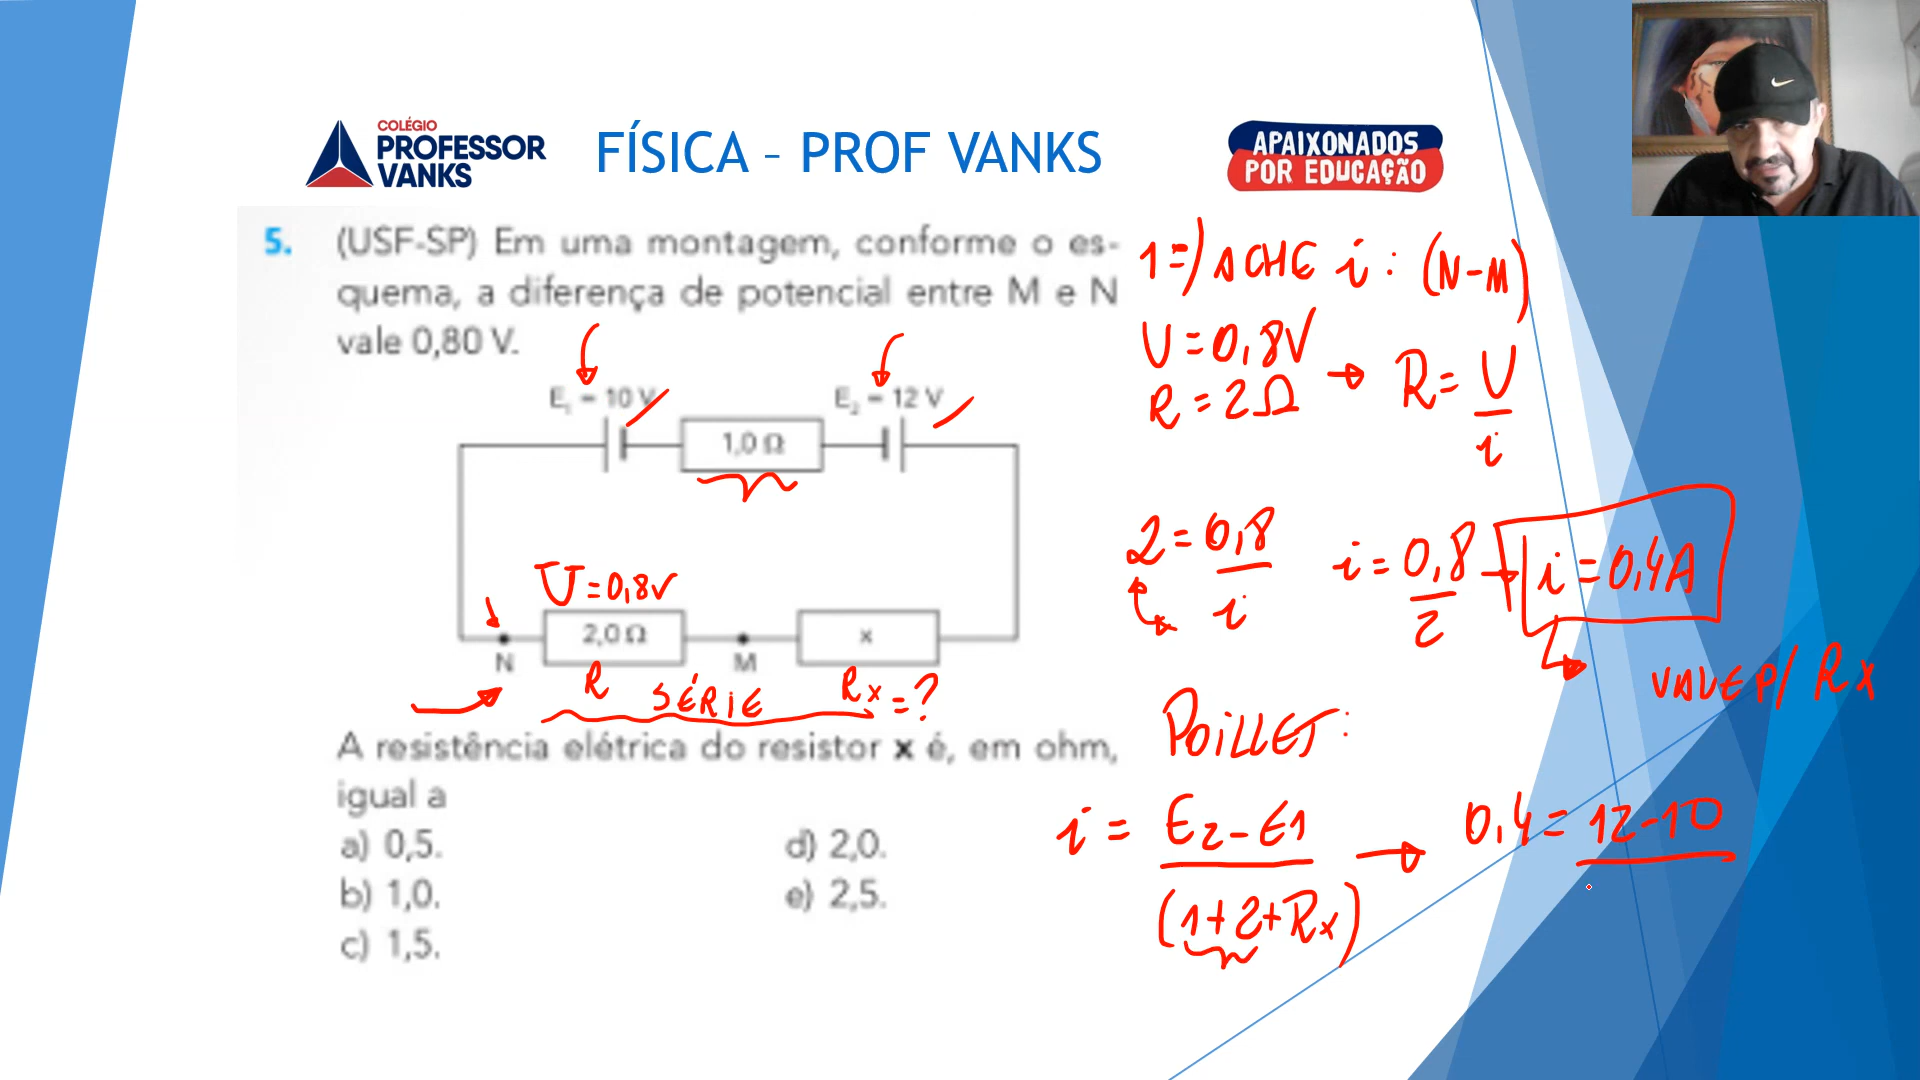 COLÉGIO
PROFESSOR
VANKS
FÍSICA – PROF VANKS
APAIXONADOS
POR EDUCAÇÃO
5. (USF-SP) Em uma montagem, conforme o es-
quema, a diferença de potencial entre M e N
vale 0,80 V.
E₁ = 10 V
E₂ = 12 V
1,0 Ω
U=0,8V
2,0 Ω
x
N
M
R
SÉRIE
Rx=?
A resistência elétrica do resistor x é, em ohm,
igual a
a) 0,5.
b) 1,0.
c) 1,5.
d) 2,0.
e) 2,5.
1=) ACHE i: (N-M)
U=0,8V
R=2Ω → R=U/i
2=0,8/i
i=0,8/2 → i=0,4A
VALE P/ Rx
POILLET:
i=E2-E1/(1+2+Rx) → 0,4=12-10